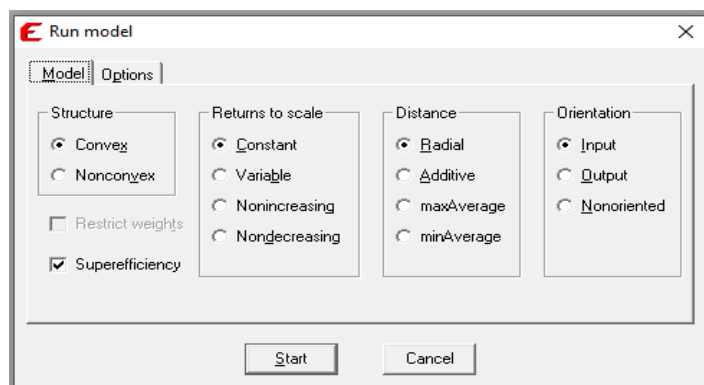 Run model
Model Options
Structure
Convex
Nonconvex
Restrict weights
Superefficiency
Returns to scale
Constant
Variable
Nonincreasing
Nondecreasing
Distance
Radial
Additive
maxAverage
minAverage
Orientation
Input
Output
Nonoriented
Start Cancel